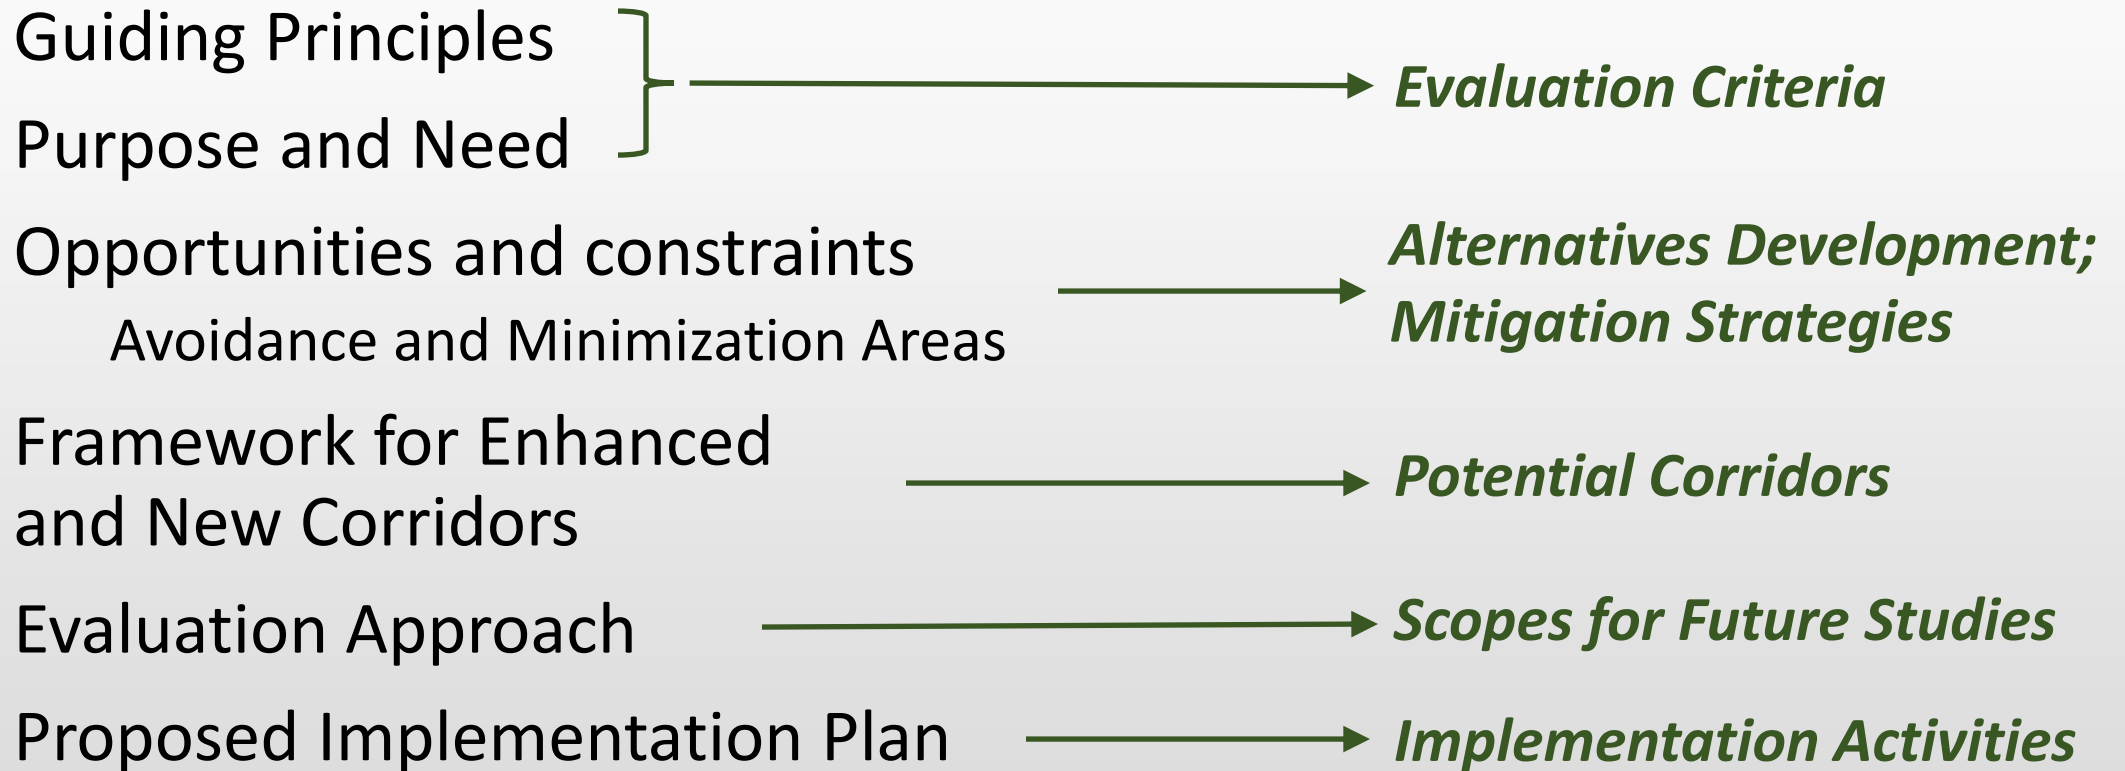 Guiding Principles
Purpose and Need
Evaluation Criteria
Opportunities and constraints
Avoidance and Minimization Areas
Alternatives Development;
Mitigation Strategies
Framework for Enhanced
and New Corridors
Potential Corridors
Evaluation Approach
Scopes for Future Studies
Proposed Implementation Plan
Implementation Activities